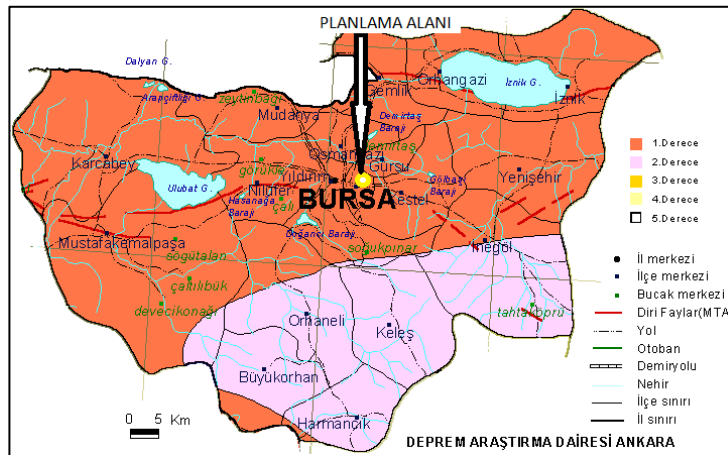 PLANLAMA ALANI
Dalyan G.
Arapçiftliği G.
zeytinbağı
Mudanya
Gemlik
Orhangazi
İznik G.
İznik
Demirtaş
Barajı
Karcabey
Osmangazi
Gürsu
görükle
Yıldırım
Ulubat G.
Nilüfer
BURSA
Kestel
Gölbaşı
Barajı
Yenişehir
Hasanağa
Barajı
çalı
Mustafakemalpaşa
Doğancı Barajı
soğukpınar
İnegöl
söğütalan
çaltılıbük
devecikonağı
Orhaneli
Keleş
tahtaköprü
Büyükorhan
Harmancık
0 5 Km
1.Derece
2.Derece
3.Derece
4.Derece
5.Derece
İl merkezi
İlçe merkezi
Bucak merkezi
Diri Faylar(MTA
Yol
Otoban
Demiryolu
Nehir
İlçe sınırı
İl sınırı
DEPREM ARAŞTIRMA DAİRESİ ANKARA